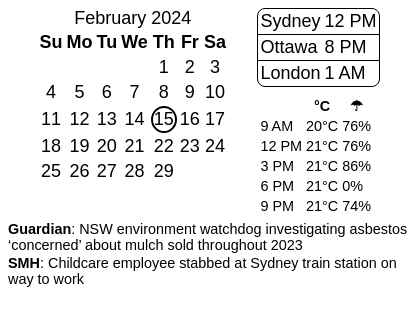 February 2024
Su Mo Tu We Th Fr Sa
1 2 3
4 5 6 7 8 9 10
11 12 13 14 15 16 17
18 19 20 21 22 23 24
25 26 27 28 29
Sydney 12 PM
Ottawa 8 PM
London 1 AM
°C ☂
9 AM 20°C 76%
12 PM 21°C 76%
3 PM 21°C 86%
6 PM 21°C 0%
9 PM 21°C 74%
Guardian: NSW environment watchdog investigating asbestos
‘concerned’ about mulch sold throughout 2023
SMH: Childcare employee stabbed at Sydney train station on
way to work